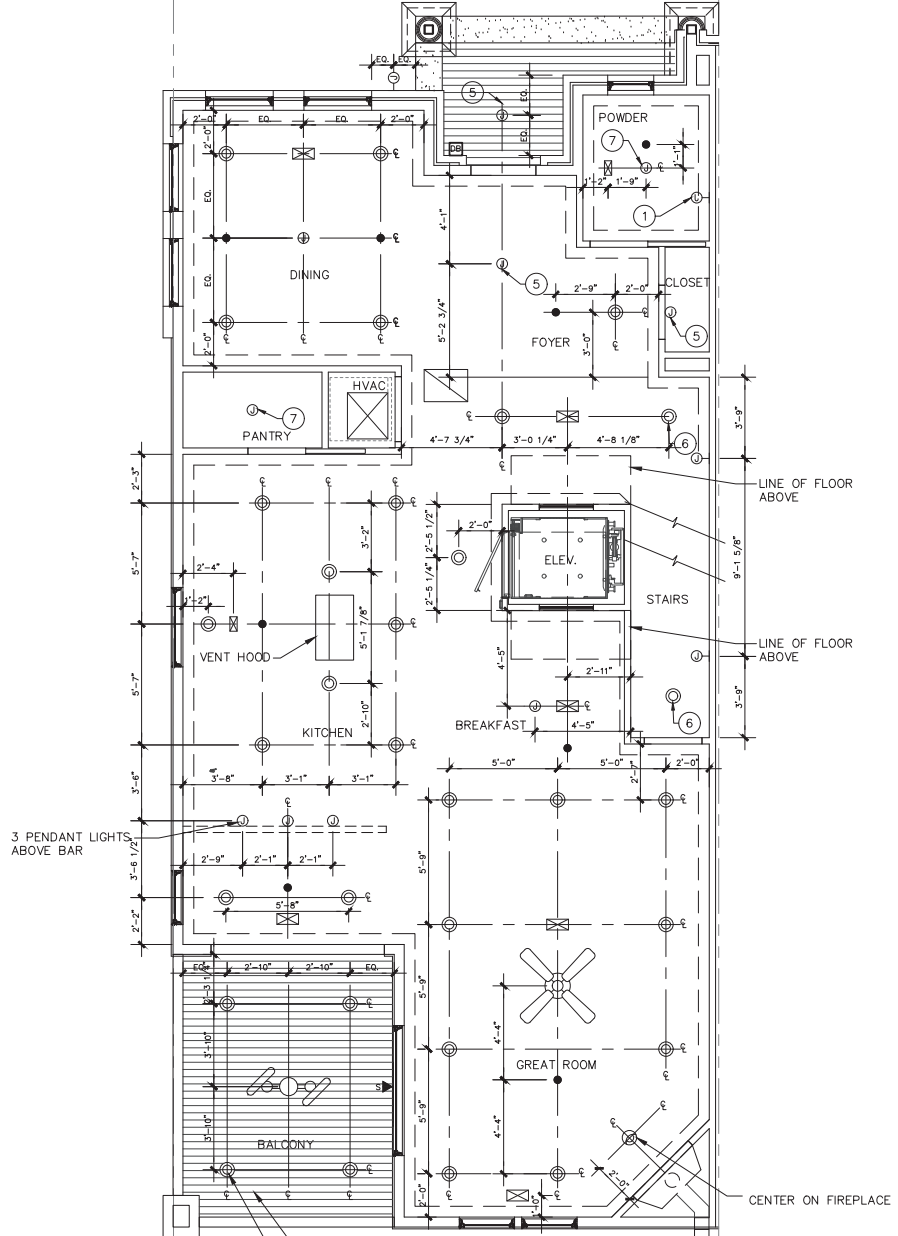 EQ.
EQ.
J
5
EQ.
EQ.
J
DB
POWDER
7
J
1'-1"
1'-2"
1'-9"
1
2'-0"
EQ.
EQ.
2'-0"
2'-0"
EQ.
EQ.
2'-0"
DINING
4'-1"
5'-2 3/4"
J
5
2'-9"
2'-0"
FOYER
3'-0"
CLOSET
J
5
HVAC
J
7
PANTRY
4'-7 3/4"
3'-0 1/4"
4'-8 1/8"
6
J
3'-9"
LINE OF FLOOR
ABOVE
2'-3"
5'-7"
5'-7"
3'-6"
3'-6 1/2"
2'-2"
2'-4"
1'-2"
3'-2"
5'-1 7/8"
2'-10"
VENT HOOD
KITCHEN
2'-0"
2'-5 1/2"
2'-5 1/4"
ELEV.
9'-1 5/8"
STAIRS
LINE OF FLOOR
ABOVE
J
3'-9"
6
4'-5"
2'-11"
J
BREAKFAST
4'-5"
5'-0"
5'-0"
2'-0"
2'-7"
3'-8"
3'-1"
3'-1"
J
J
J
3 PENDANT LIGHTS
ABOVE BAR
2'-9"
2'-1"
2'-1"
5'-8"
5'-9"
5'-9"
5'-9"
2'-0"
4'-4"
4'-4"
GREAT ROOM
EQ.
2'-10"
2'-10"
EQ.
3'-10"
3'-10"
S
BALCONY
2'-0"
1'-0"
CENTER ON FIREPLACE